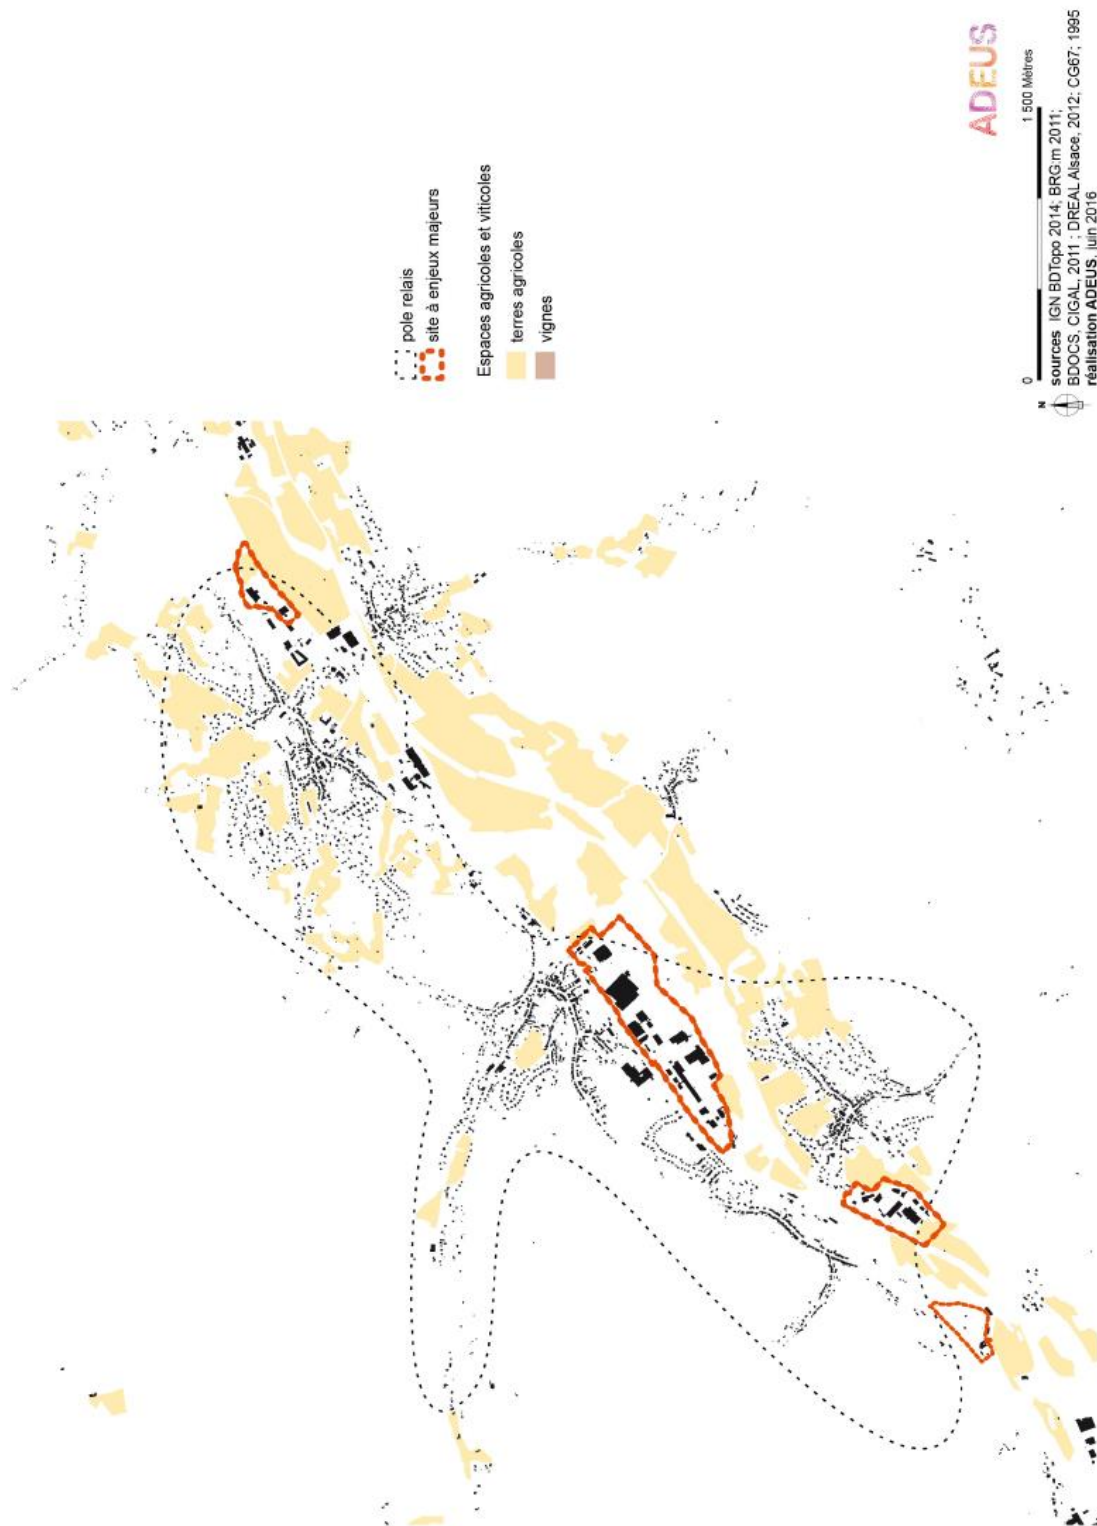 pole relais
site à enjeux majeurs
Espaces agricoles et viticoles
terres agricoles
vignes
ADEUS
0 1 500 Mètres
N
sources IGN BDTopo 2014; BRG:m 2011;
BDOCS, CIGAL, 2011 ; DREAL Alsace, 2012; CG67; 1995
réalisation ADEUS, juin 2016